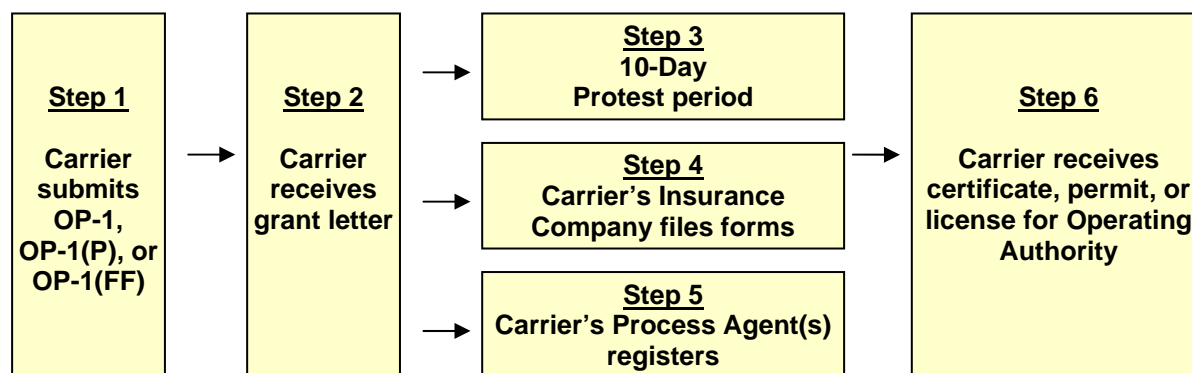 Step 1
Carrier
submits
OP-1,
OP-1(P), or
OP-1(FF)
Step 2
Carrier
receives
grant letter
Step 3
10-Day
Protest period
Step 4
Carrier’s Insurance
Company files forms
Step 5
Carrier’s Process Agent(s)
registers
Step 6
Carrier receives
certificate, permit, or
license for Operating
Authority